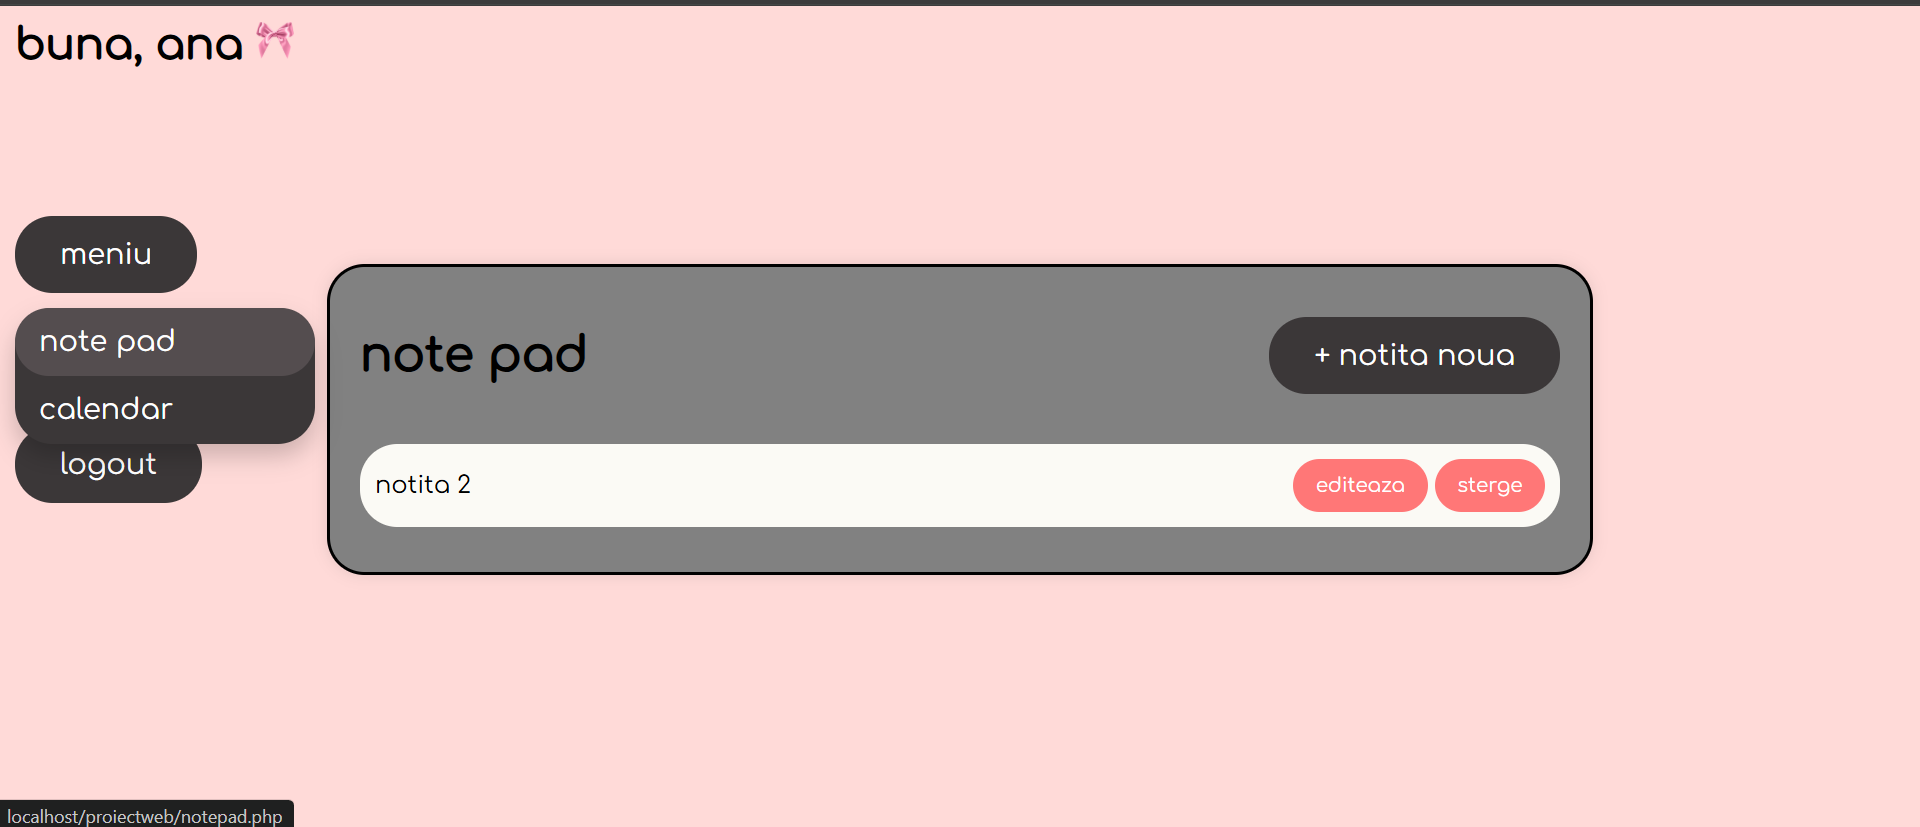 buna, ana 🎀
meniu
note pad
calendar
logout
note pad
+ notita noua
notita 2
editeaza
sterge
localhost/proiectweb/notepad.php